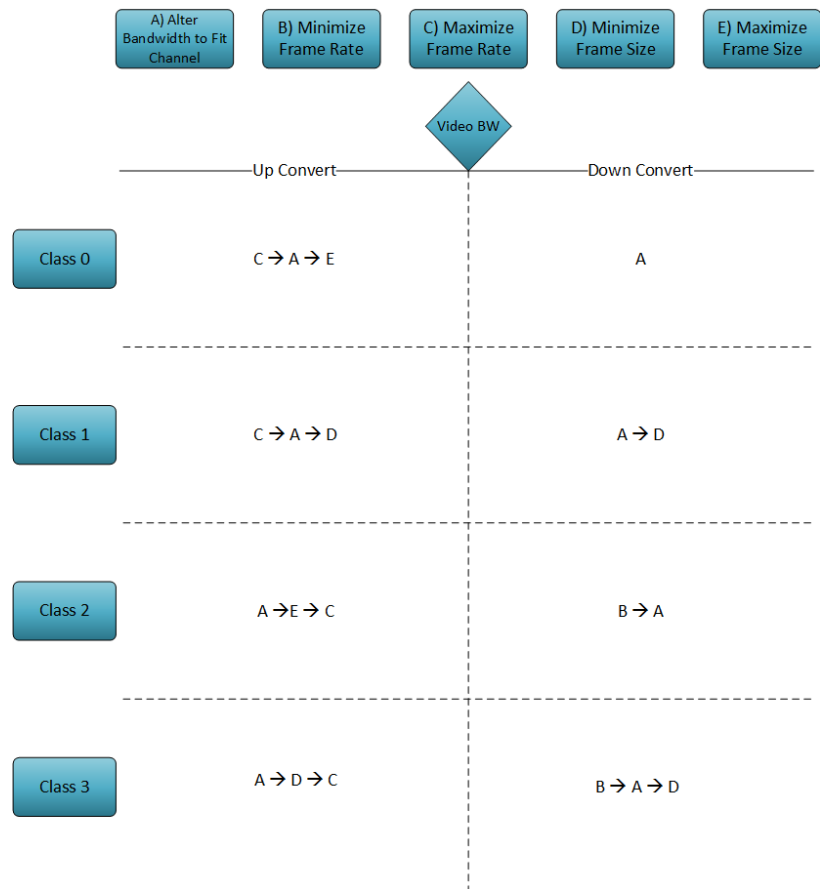 A) Alter
Bandwidth to Fit
Channel
B) Minimize
Frame Rate
C) Maximize
Frame Rate
D) Minimize
Frame Size
E) Maximize
Frame Size
Video BW
Up Convert
Down Convert
Class 0
C → A → E
A
Class 1
C → A → D
A → D
Class 2
A →E → C
B → A
Class 3
A → D → C
B → A → D